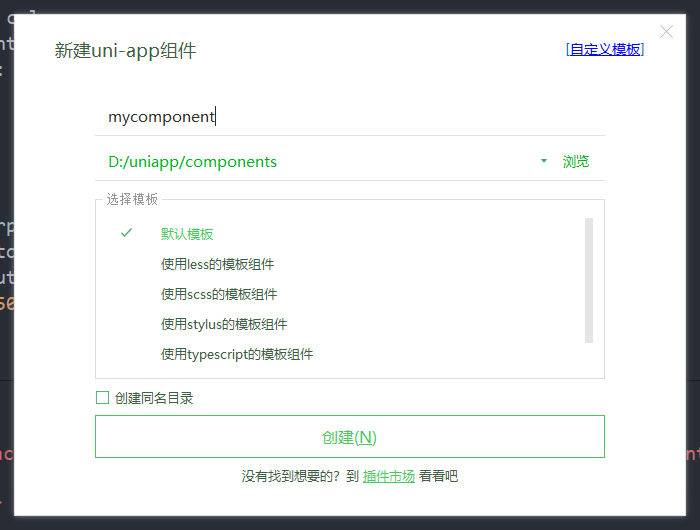 新建uni-app组件
[自定义模板]
mycomponent
D:/uniapp/components
浏览
选择模板
默认模板
使用less的模板组件
使用scss的模板组件
使用stylus的模板组件
使用typescript的模板组件
创建同名目录
创建(N)
没有找到想要的？到 插件市场 看看吧